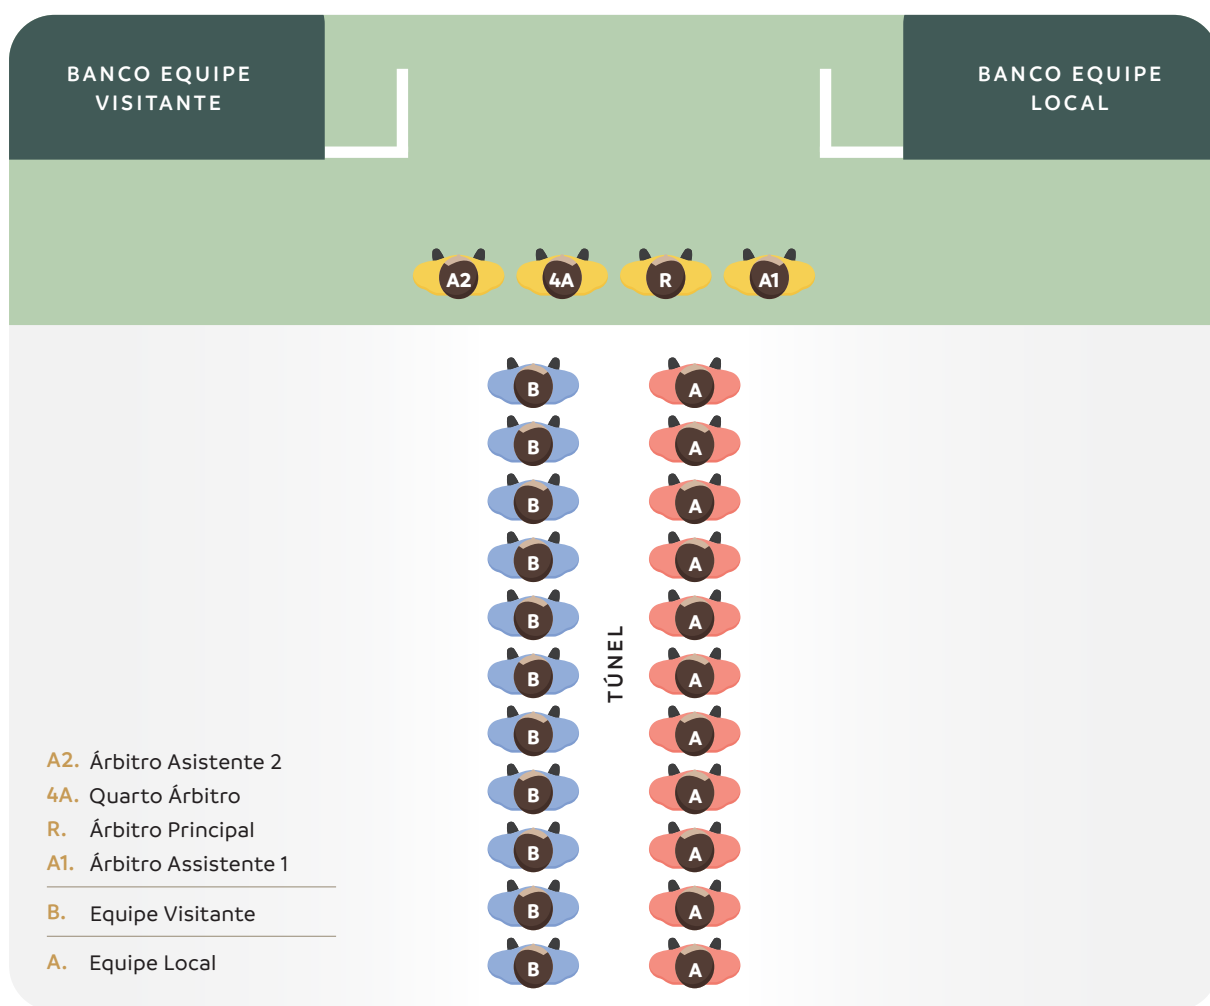 BANCO EQUIPE
VISITANTE
BANCO EQUIPE
LOCAL
A2 4A R A1
B A
B A
B A
B A
B A
TÚNEL
B A
B A
B A
B A
B A
B A
A2. Árbitro Asistente 2
4A. Quarto Árbitro
R. Árbitro Principal
A1. Árbitro Assistente 1
B. Equipe Visitante
A. Equipe Local